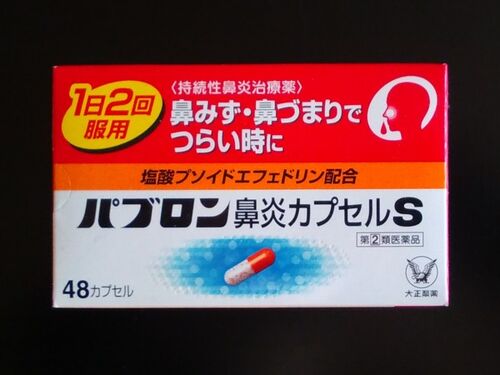 1日2回
服用
〈持続性鼻炎治療薬〉
鼻みず・鼻づまりで
つらい時に
塩酸プソイドエフェドリン配合
パブロン鼻炎カプセルS
第②類医薬品
48カプセル
大正製薬